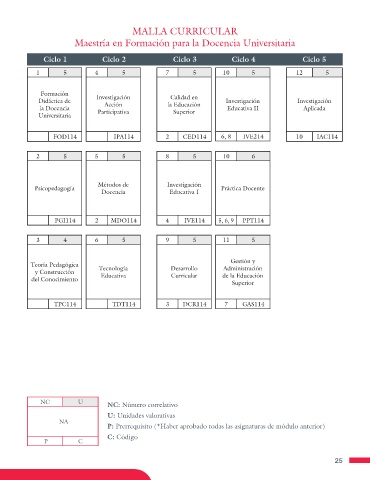 MALLA CURRICULAR
Maestría en Formación para la Docencia Universitaria
Ciclo 1 Ciclo 2 Ciclo 3 Ciclo 4 Ciclo 5
1 5 4 5 7 5 10 5 12 5
Formación
Didáctica de
la Docencia
Universitaria
Investigación
Acción
Participativa
Calidad en
la Educación
Superior
Investigación
Educativa II
Investigación
Aplicada
FOD114 IPA114 2 CED114 6, 8 IVE214 10 IAC114
2 5 5 5 8 5 10 6
Psicopedagogía
Métodos de
Docencia
Investigación
Educativa I
Práctica Docente
PGI114 2 MDO114 4 IVE114 5, 6, 9 PPT114
3 4 6 5 9 5 11 5
Teoría Pedagógica
y Construcción
del Conocimiento
Tecnología
Educativa
Desarrollo
Curricular
Gestión y
Administración
de la Educación
Superior
TPC114 TDT114 3 DCR114 7 GAS114
NC U
NA
P C
NC: Número correlativo
U: Unidades valorativas
P: Prerrequisito (*Haber aprobado todas las asignaturas de módulo anterior)
C: Código
25